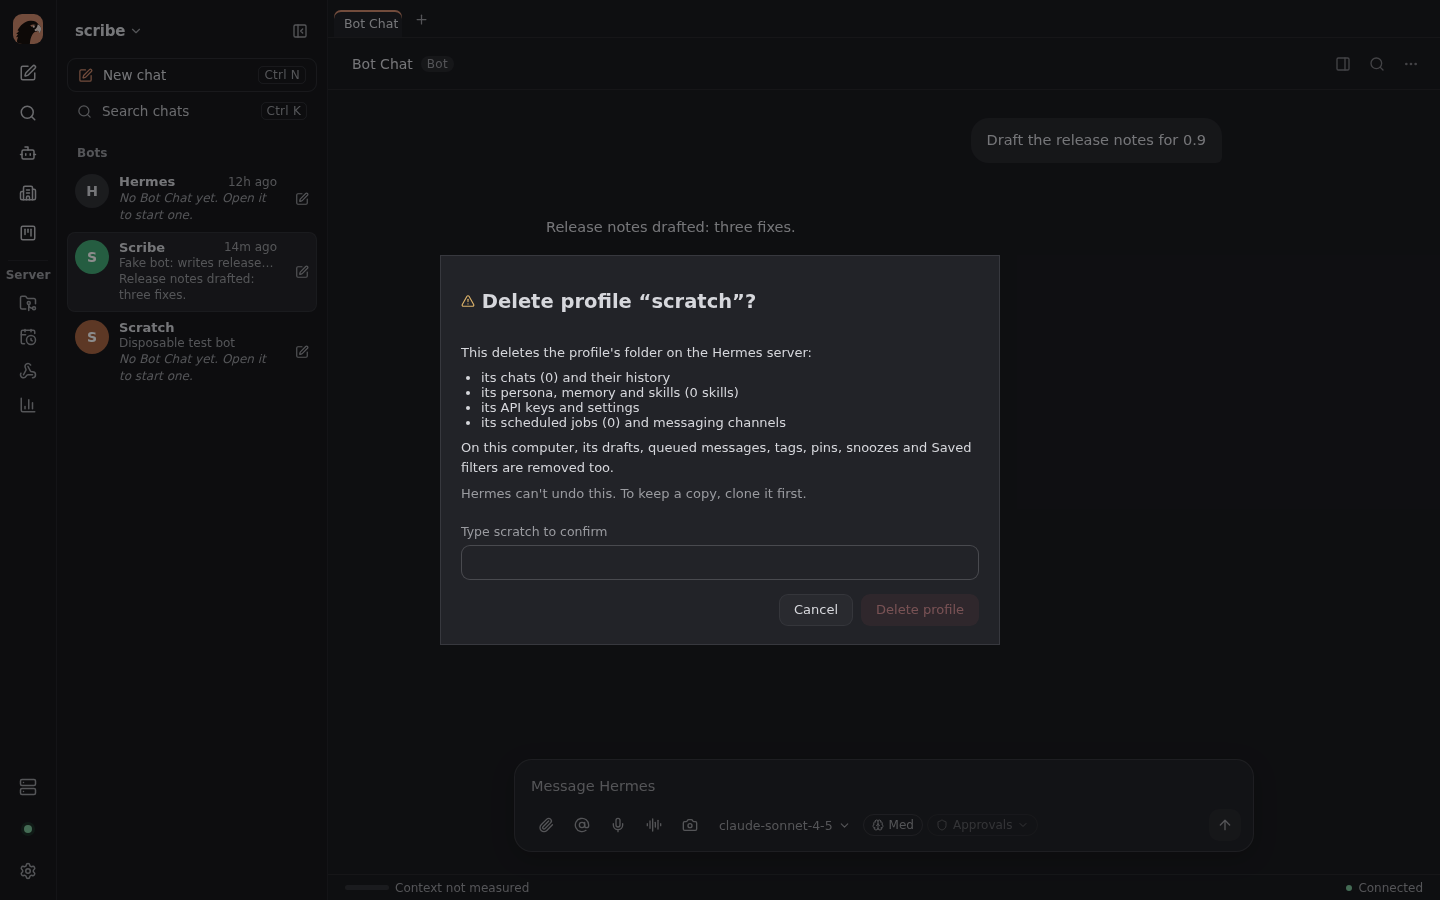 scribe
New chat
Ctrl N
Search chats
Ctrl K
Bots
H
Hermes
12h ago
No Bot Chat yet. Open it
to start one.
S
Scribe
14m ago
Fake bot: writes release…
Release notes drafted:
three fixes.
S
Scratch
Disposable test bot
No Bot Chat yet. Open it
to start one.
Server
Bot Chat
Bot Chat
Bot
Draft the release notes for 0.9
Release notes drafted: three fixes.
Delete profile “scratch”?
This deletes the profile's folder on the Hermes server:
• its chats (0) and their history
• its persona, memory and skills (0 skills)
• its API keys and settings
• its scheduled jobs (0) and messaging channels
On this computer, its drafts, queued messages, tags, pins, snoozes and Saved
filters are removed too.
Hermes can't undo this. To keep a copy, clone it first.
Type scratch to confirm
Cancel
Delete profile
Message Hermes
claude-sonnet-4-5
Med
Approvals
Context not measured
Connected